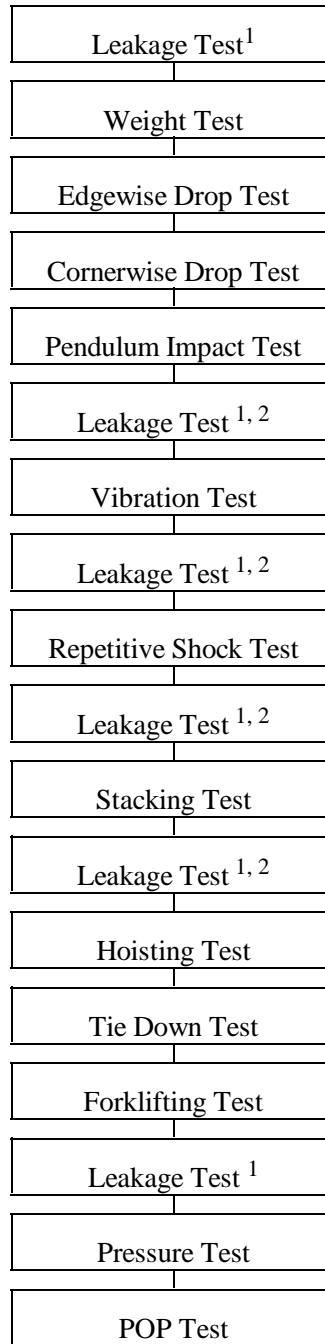 Leakage Test 1
Weight Test
Edgewise Drop Test
Cornerwise Drop Test
Pendulum Impact Test
Leakage Test 1, 2
Vibration Test
Leakage Test 1, 2
Repetitive Shock Test
Leakage Test 1, 2
Stacking Test
Leakage Test 1, 2
Hoisting Test
Tie Down Test
Forklifting Test
Leakage Test 1
Pressure Test
POP Test